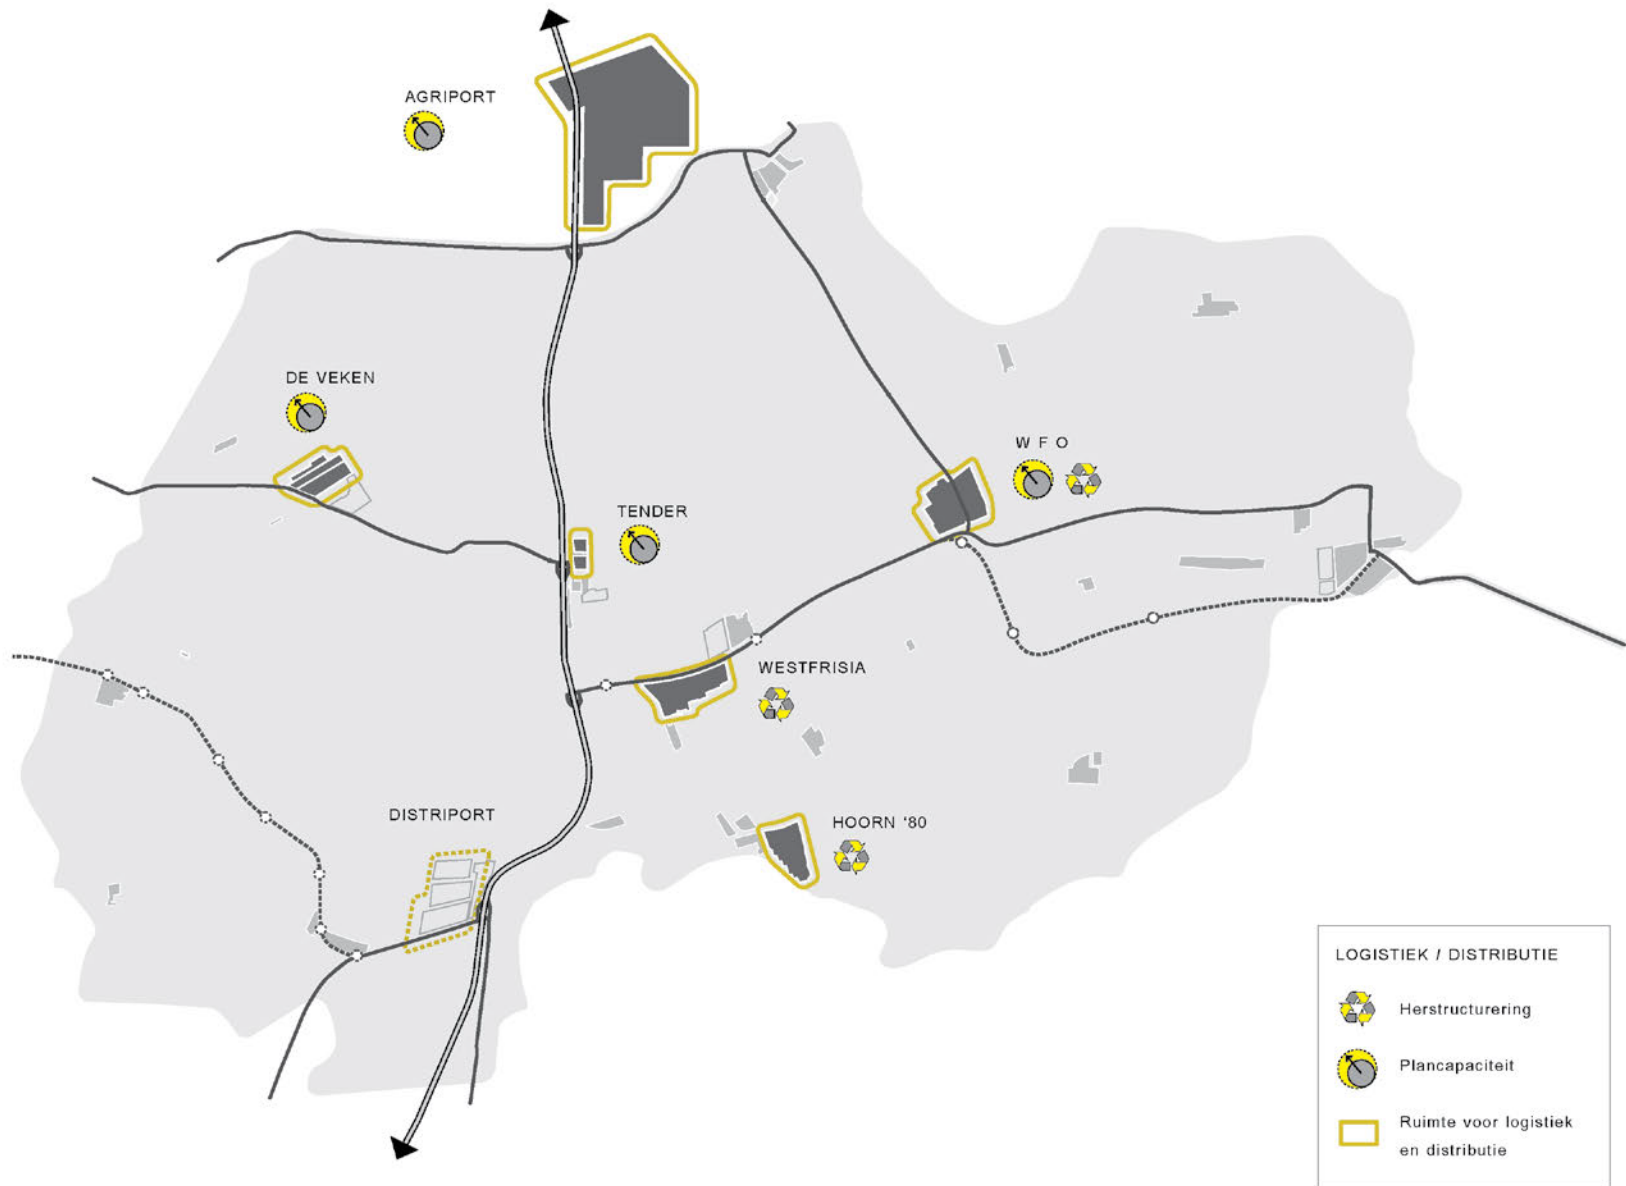 AGRIPORT
DE VEKEN
W F O
TENDER
WESTFRISIA
DISTRIPORT
HOORN ‘80
LOGISTIEK / DISTRIBUTIE
Herstructurering
Plancapaciteit
Ruimte voor logistiek
en distributie